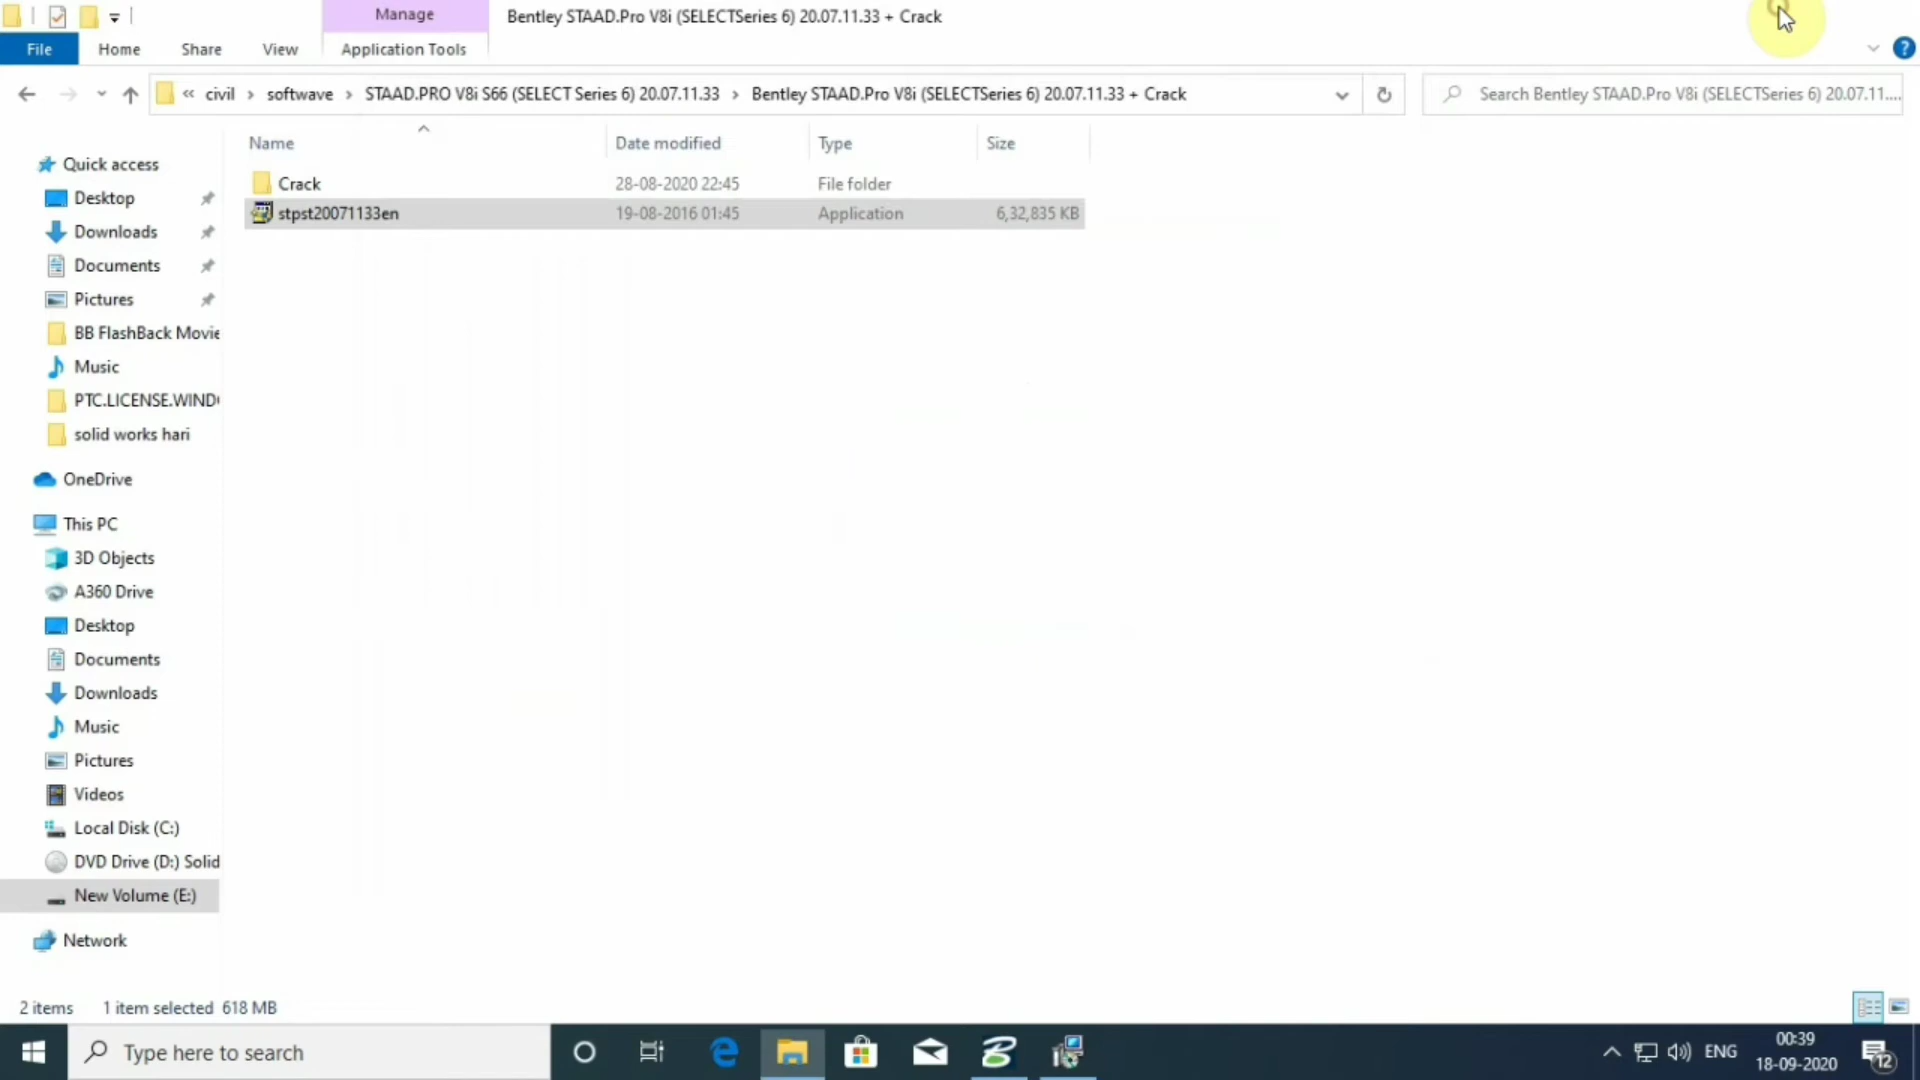 Manage
Bentley STAAD.Pro V8i (SELECTSeries 6) 20.07.11.33 + Crack
File Home Share View Application Tools
« civil › softwave › STAAD.PRO V8i S66 (SELECT Series 6) 20.07.11.33 › Bentley STAAD.Pro V8i (SELECTSeries 6) 20.07.11.33 + Crack
Search Bentley STAAD.Pro V8i (SELECTSeries 6) 20.07.11....
Name Date modified Type Size
Crack 28-08-2020 22:45 File folder
stpst20071133en 19-08-2016 01:45 Application 6,32,835 KB
Quick access
Desktop
Downloads
Documents
Pictures
BB FlashBack Movie
Music
PTC.LICENSE.WIND
solid works hari
OneDrive
This PC
3D Objects
A360 Drive
Desktop
Documents
Downloads
Music
Pictures
Videos
Local Disk (C:)
DVD Drive (D:) Solid
New Volume (E:)
Network
2 items 1 item selected 618 MB
Type here to search
ENG
00:39
18-09-2020
12